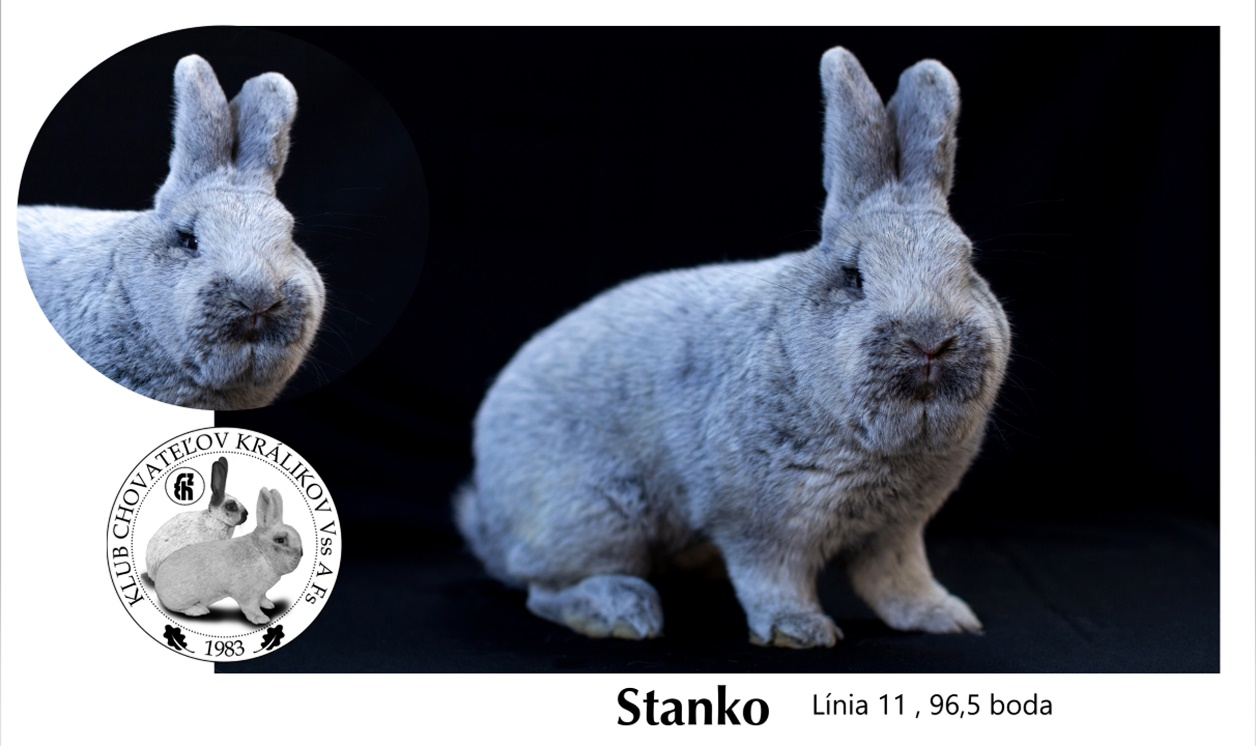 KLUB CHOVATEĽOV KRÁLIKOV Vss A Fs
1983
Stanko Línia 11 , 96,5 boda